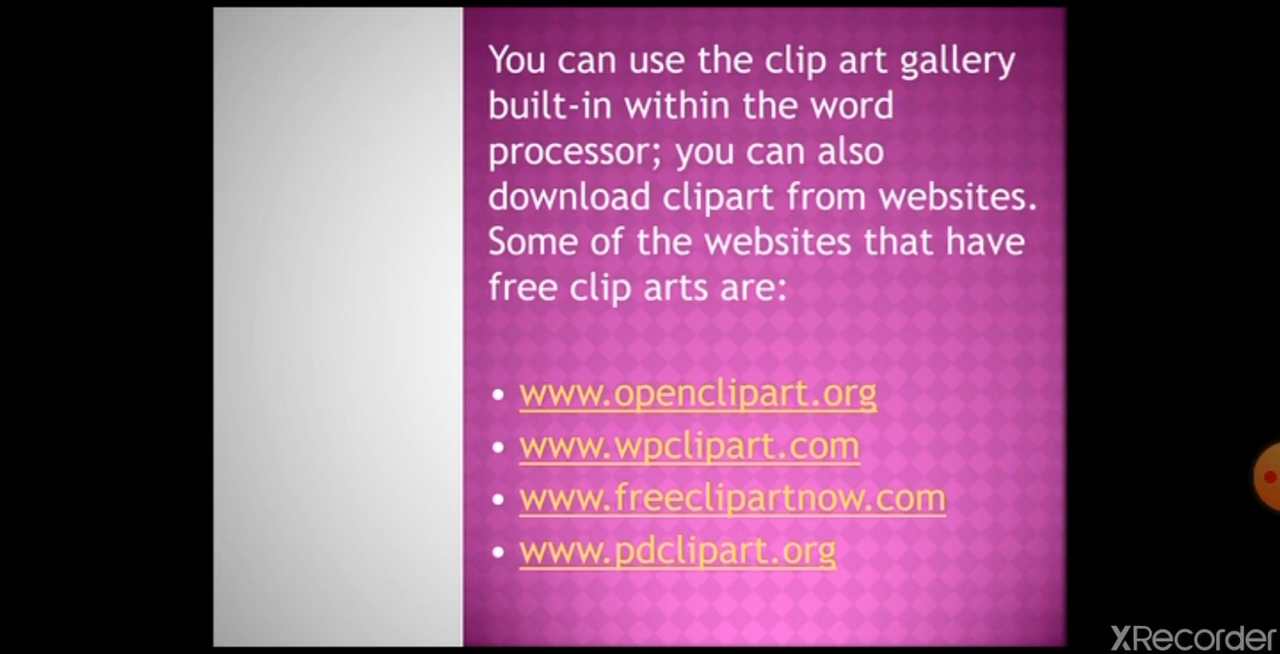 You can use the clip art gallery
built-in within the word
processor; you can also
download clipart from websites.
Some of the websites that have
free clip arts are:
• www.openclipart.org
• www.wpclipart.com
• www.freeclipartnow.com
• www.pdclipart.org
XRecorder